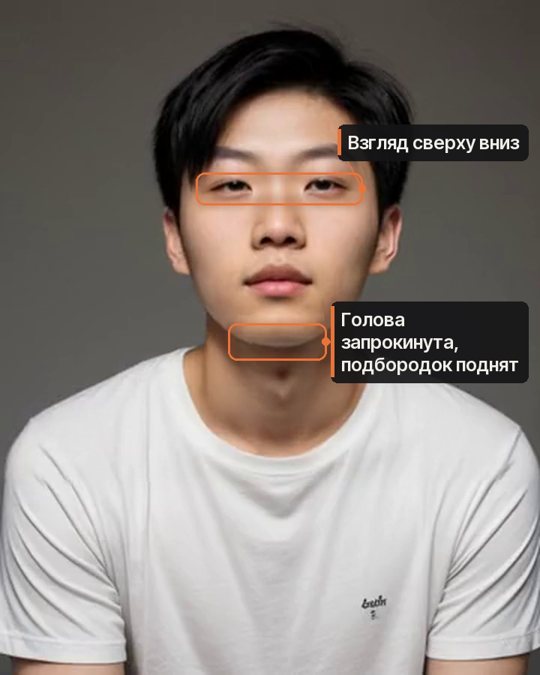 Взгляд сверху вниз
Голова
запрокинута,
подбородок поднят